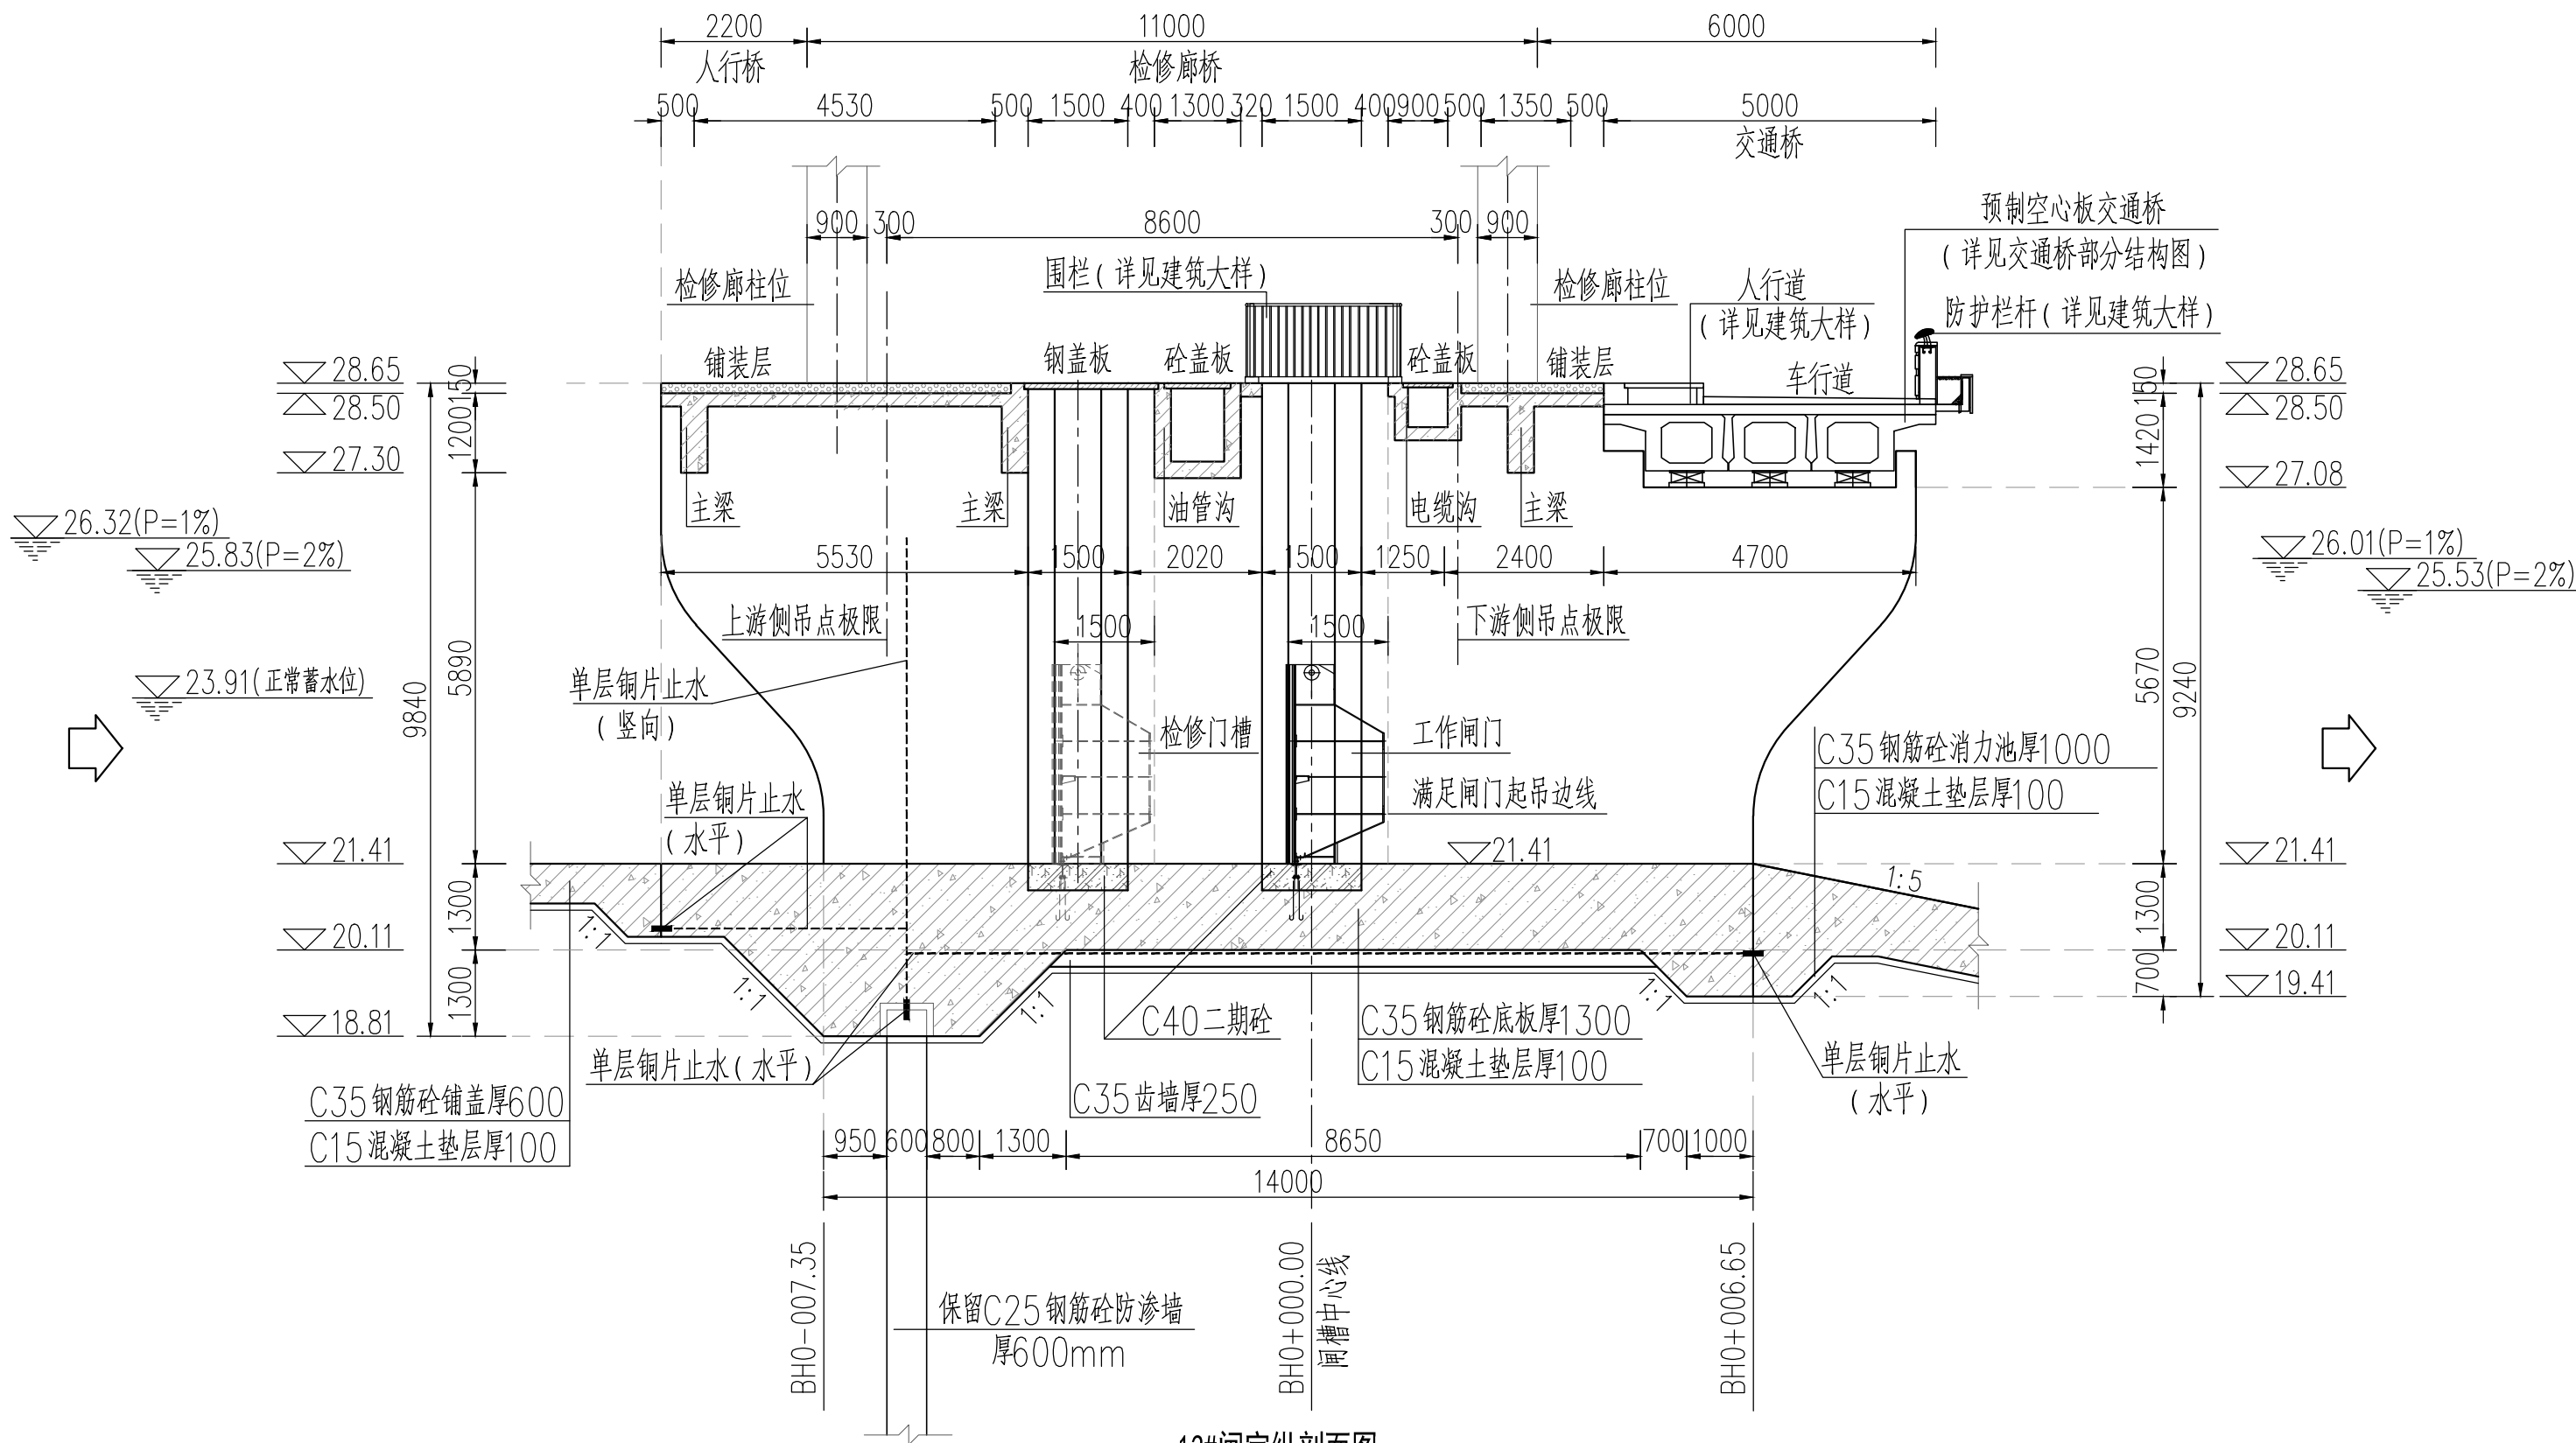 2200 11000 6000
人行桥 检修廊桥
500 4530 500 1500 400 1300 320 1500 400 900 500 1350 500 5000
交通桥
900 300 8600 300 900
预制空心板交通桥
(详见交通桥部分结构图)
检修廊柱位 围栏(详见建筑大样) 检修廊柱位 人行道
(详见建筑大样) 防护栏杆(详见建筑大样)
铺装层 钢盖板 砼盖板 砼盖板 铺装层 车行道
28.65 150 150 28.65
28.50 1200 1420 28.50
27.30 27.08
主梁 主梁 油管沟 电缆沟 主梁
26.32(P=1%) 26.01(P=1%)
25.83(P=2%) 25.53(P=2%)
5530 1500 2020 1500 1250 2400 4700
上游侧吊点极限 1500 1500 下游侧吊点极限
23.91(正常蓄水位)
9840 5890 5670 9240
单层铜片止水
(竖向)
检修门槽 工作闸门
C35钢筋砼消力池厚1000
C15混凝土垫层厚100
单层铜片止水
(水平)
满足闸门起吊边线
21.41 21.41 21.41
1:5
1300 1300
20.11 20.11
1:1 1:1 1:1 1:1 1:1
1300 700
19.41
18.81
C40二期砼
C35钢筋砼底板厚1300
C15混凝土垫层厚100
单层铜片止水(水平)
单层铜片止水
(水平)
C35齿墙厚250
C35钢筋砼铺盖厚600
C15混凝土垫层厚100
950 600 800 1300 8650 700 1000
14000
BH0-007.35 BH0+000.00 闸槽中心线 BH0+006.65
保留C25钢筋砼防渗墙
厚600mm